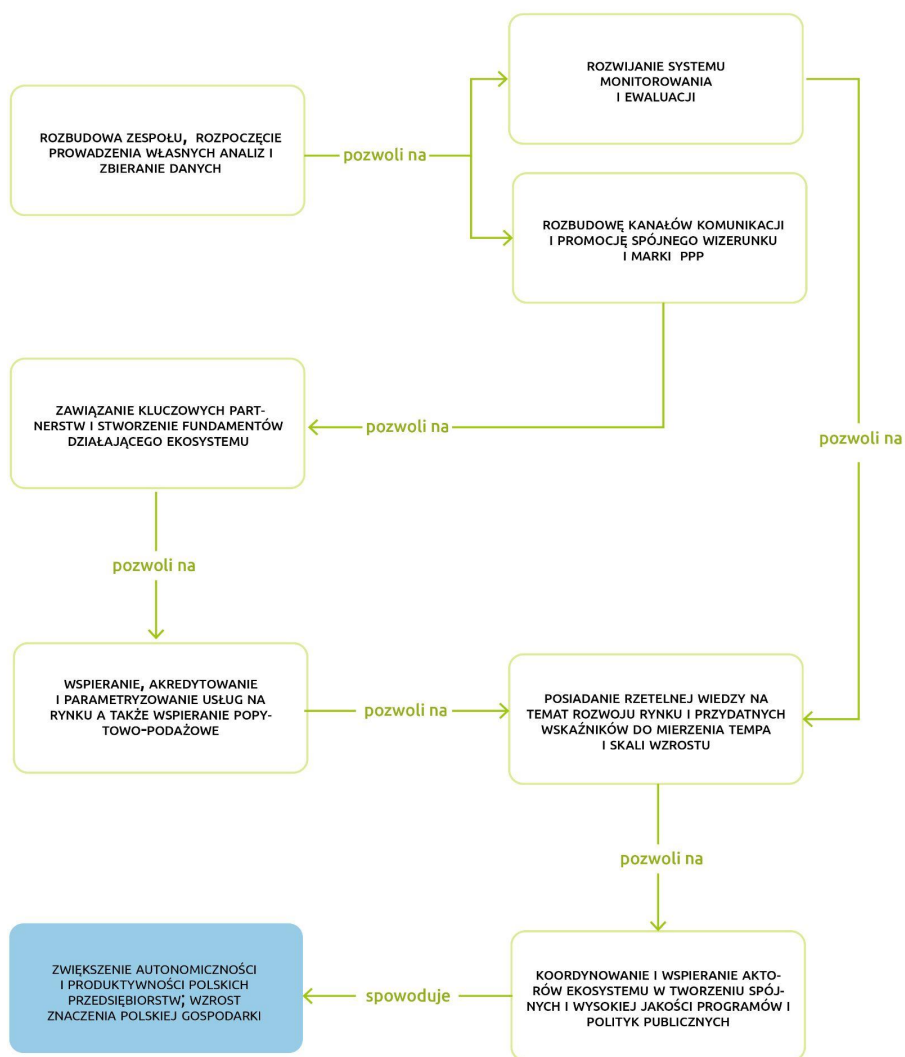 ROZWIJANIE SYSTEMU
MONITOROWANIA
I EWALUACJI
ROZBUDOWA ZESPOŁU, ROZPOCZĘCIE
PROWADZENIA WŁASNYCH ANALIZ I
ZBIERANIE DANYCH
pozwoli na
ROZBUDOWĘ KANAŁÓW KOMUNIKACJI
I PROMOCJĘ SPÓJNEGO WIZERUNKU
I MARKI PPP
ZAWIĄZANIE KLUCZOWYCH PART-
NERSTW I STWORZENIE FUNDAMENTÓW
DZIAŁAJĄCEGO EKOSYSTEMU
pozwoli na
pozwoli na
pozwoli na
WSPIERANIE, AKREDYTOWANIE
I PARAMETRYZOWANIE USŁUG NA
RYNKU A TAKŻE WSPIERANIE POPY-
TOWO-PODAŻOWE
pozwoli na
POSIADANIE RZETELNEJ WIEDZY NA
TEMAT ROZWOJU RYNKU I PRZYDATNYCH
WSKAŹNIKÓW DO MIERZENIA TEMPA
I SKALI WZROSTU
pozwoli na
ZWIĘKSZENIE AUTONOMICZNOŚCI
I PRODUKTYWNOŚCI POLSKICH
PRZEDSIĘBIORSTW; WZROST
ZNACZENIA POLSKIEJ GOSPODARKI
spowoduje
KOORDYNOWANIE I WSPIERANIE AKTO-
RÓW EKOSYSTEMU W TWORZENIU SPÓJ-
NYCH I WYSOKIEJ JAKOŚCI PROGRAMÓW I
POLITYK PUBLICZNYCH